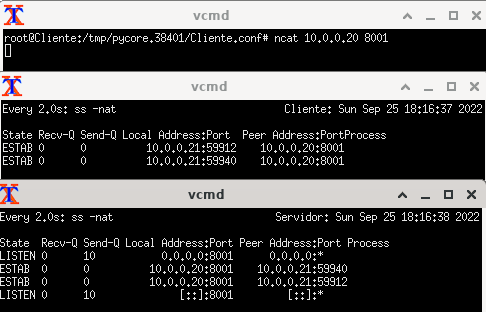 vcmd
root@Cliente:/tmp/pycore.38401/Cliente.conf# ncat 10.0.0.20 8001
vcmd
Every 2.0s: ss -nat Cliente: Sun Sep 25 18:16:37 2022
State Recv-Q Send-Q Local Address:Port Peer Address:PortProcess
ESTAB 0 0 10.0.0.21:59912 10.0.0.20:8001
ESTAB 0 0 10.0.0.21:59940 10.0.0.20:8001
vcmd
Every 2.0s: ss -nat Servidor: Sun Sep 25 18:16:38 2022
State Recv-Q Send-Q Local Address:Port Peer Address:Port Process
LISTEN 0 10 0.0.0.0:8001 0.0.0.0:*
ESTAB 0 0 10.0.0.20:8001 10.0.0.21:59940
ESTAB 0 0 10.0.0.20:8001 10.0.0.21:59912
LISTEN 0 10 [::]:8001 [::]:*